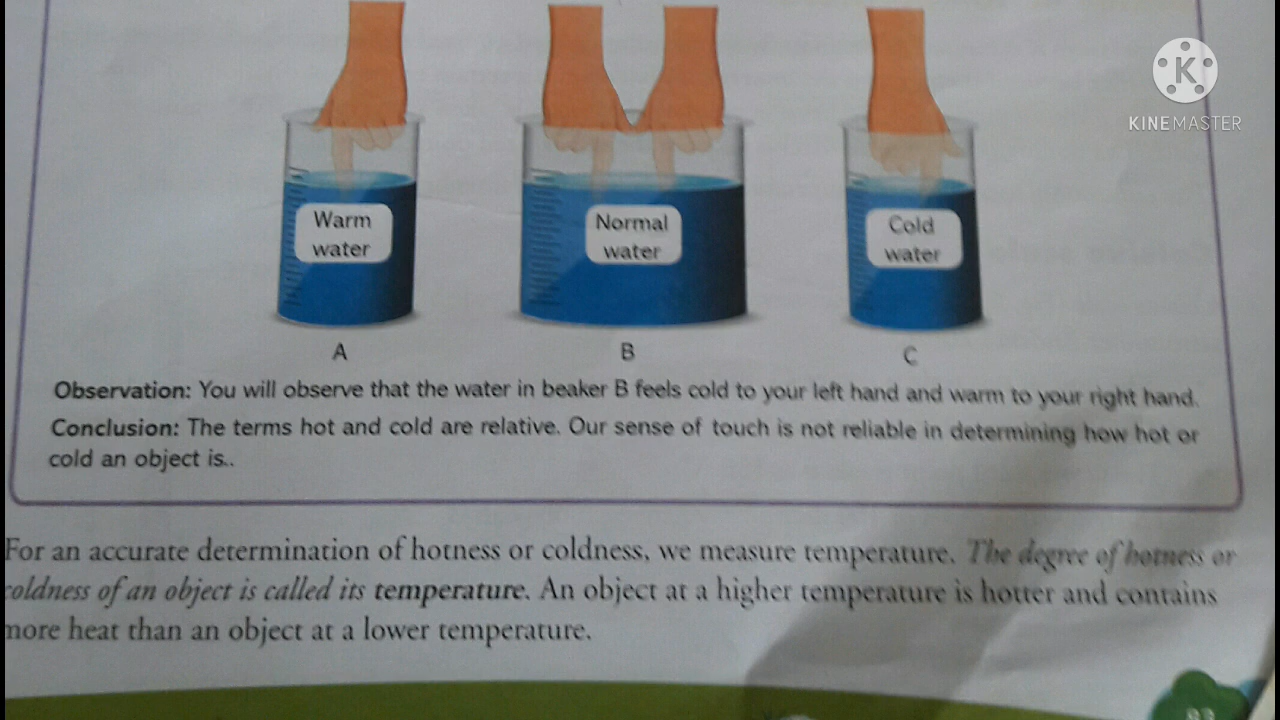 KINEMASTER
Warm
water
Normal
water
Cold
water
A
B
C
Observation: You will observe that the water in beaker B feels cold to your left hand and warm to your right hand.
Conclusion: The terms hot and cold are relative. Our sense of touch is not reliable in determining how hot or
cold an object is..
For an accurate determination of hotness or coldness, we measure temperature. The degree of hotness or
coldness of an object is called its temperature. An object at a higher temperature is hotter and contains
more heat than an object at a lower temperature.